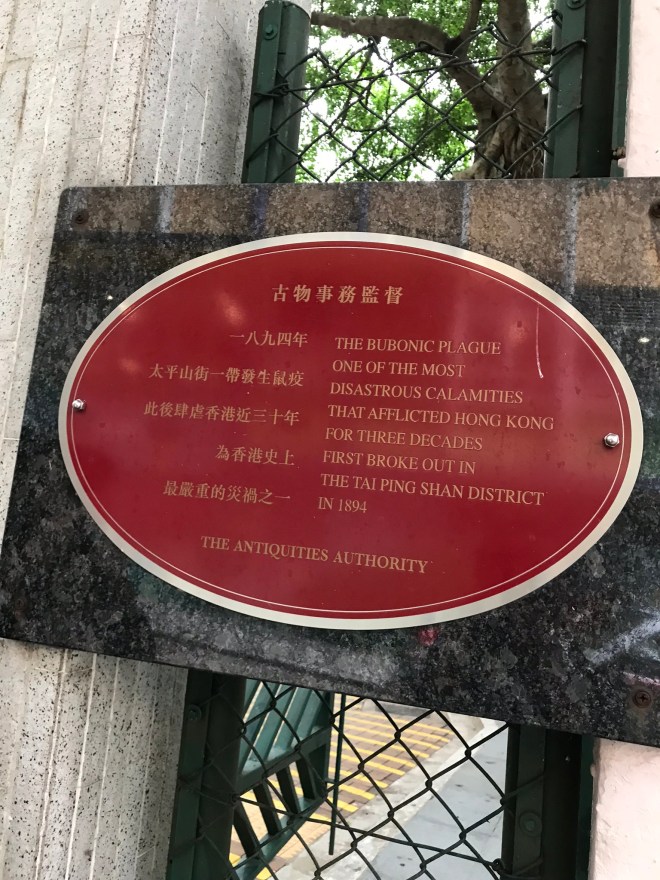 古物事務監督
一八九四年
太平山街一帶發生鼠疫
此後肆虐香港近三十年
為香港史上
最嚴重的災禍之一
THE BUBONIC PLAGUE
ONE OF THE MOST
DISASTROUS CALAMITIES
THAT AFFLICTED HONG KONG
FOR THREE DECADES
FIRST BROKE OUT IN
THE TAI PING SHAN DISTRICT
IN 1894
THE ANTIQUITIES AUTHORITY